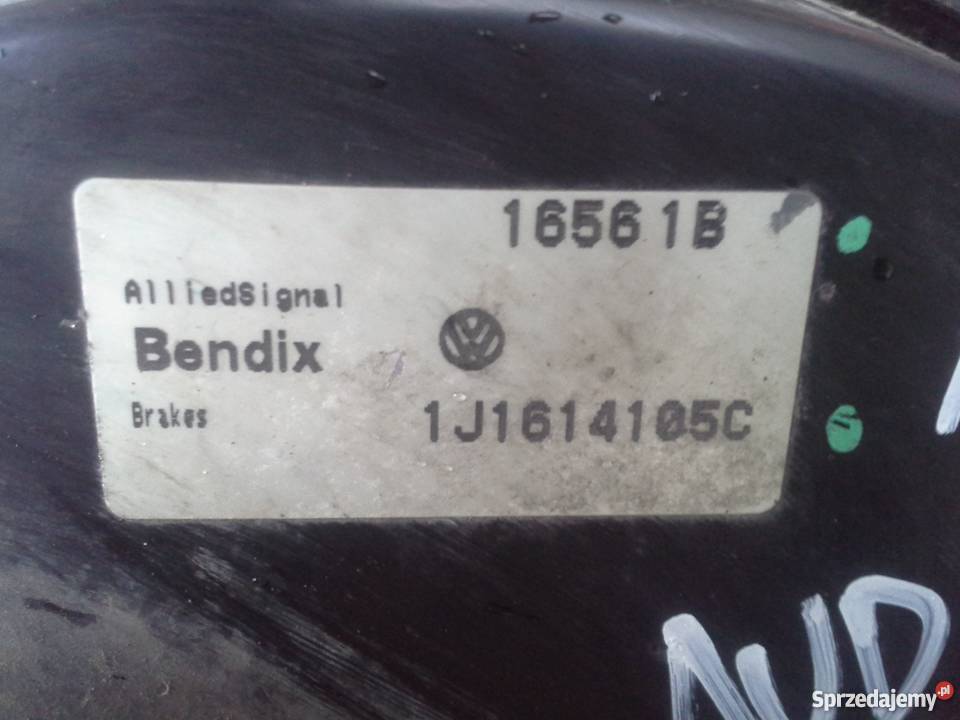 16561B
AlliedSignal
Bendix
Brakes
1J1614105C
Sprzedajemy.pl